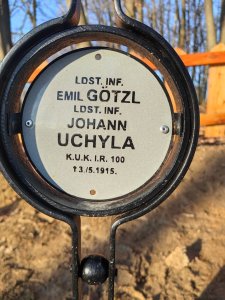 LDST. INF.
EMIL GÖTZL
LDST. INF.
JOHANN
UCHYLA
K.U.K. I.R. 100
† 3./5.1915.